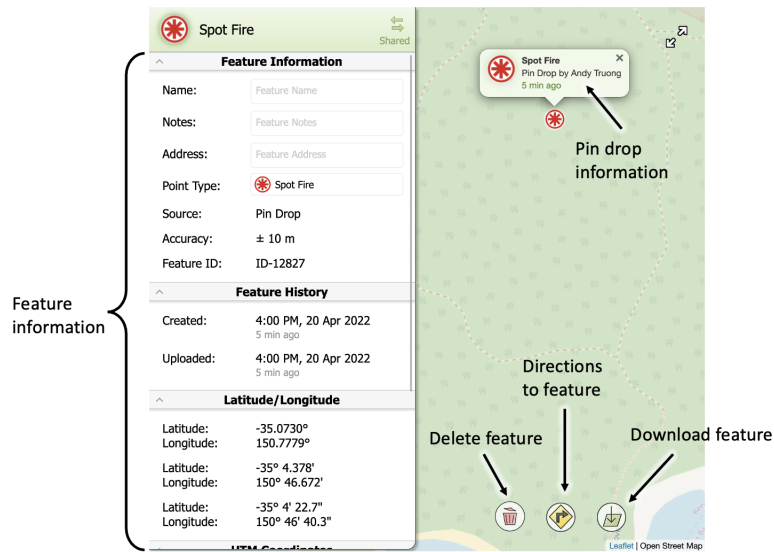 Spot Fire
Shared
Feature Information
Name:
Feature Name
Notes:
Feature Notes
Address:
Feature Address
Point Type:
Spot Fire
Source:
Pin Drop
Accuracy:
± 10 m
Feature ID:
ID-12827
Feature History
Created:
4:00 PM, 20 Apr 2022
5 min ago
Uploaded:
4:00 PM, 20 Apr 2022
5 min ago
Latitude/Longitude
Latitude:
-35.0730°
Longitude:
150.7779°
Latitude:
-35° 4.378'
Longitude:
150° 46.672'
Latitude:
-35° 4' 22.7"
Longitude:
150° 46' 40.3"
UTM Coordinates
Feature
information
Spot Fire
Pin Drop by Andy Truong
5 min ago
Pin drop
information
Directions
to feature
Delete feature
Download feature
Leaflet | Open Street Map